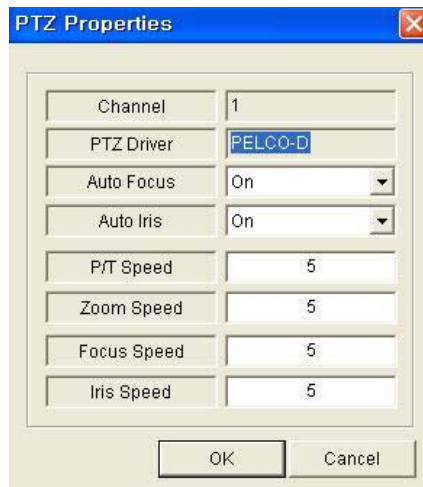 PTZ Properties
Channel 1
PTZ Driver PELCO-D
Auto Focus On
Auto Iris On
P/T Speed 5
Zoom Speed 5
Focus Speed 5
Iris Speed 5
OK Cancel